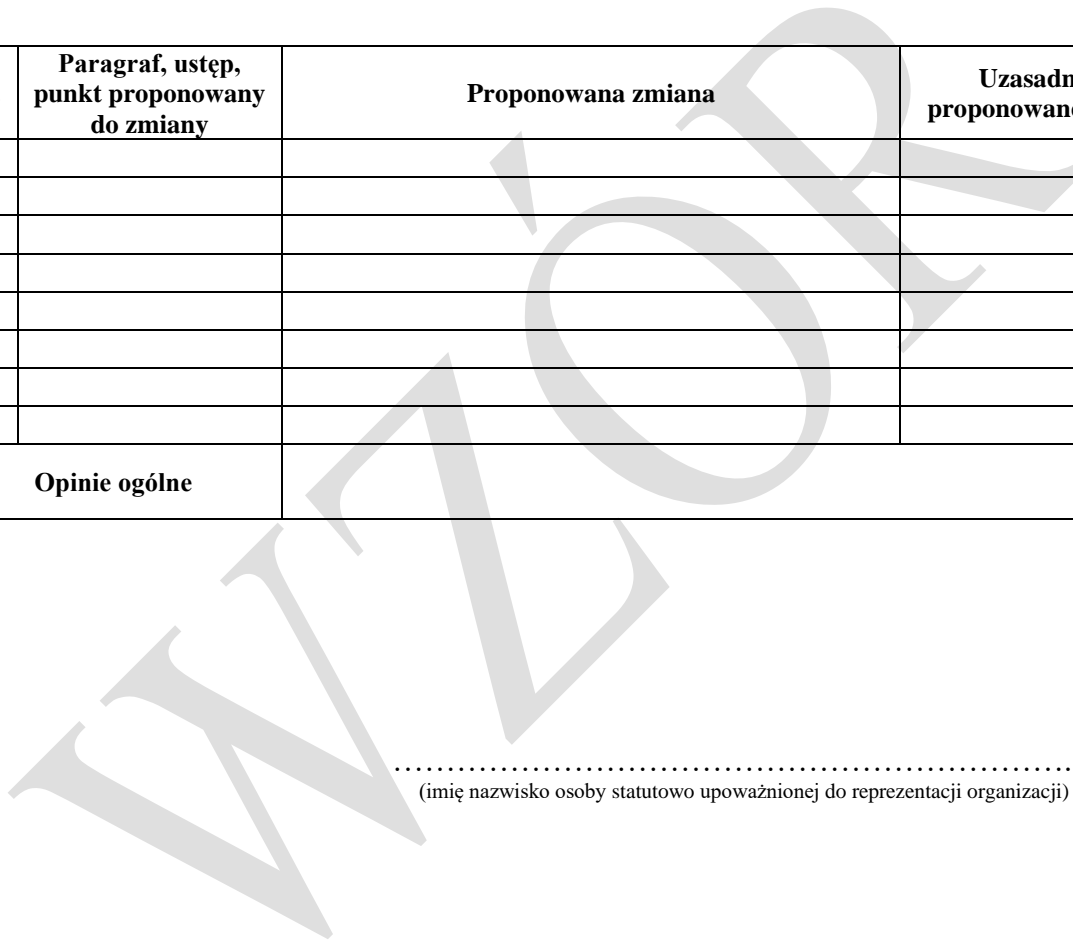 Paragraf, ustęp,
punkt proponowany
do zmiany
Proponowana zmiana
Opinie ogólne
……………………………………………………….
(imię nazwisko osoby statutowo upoważnionej do reprezentacji organizacji)
WZÓR